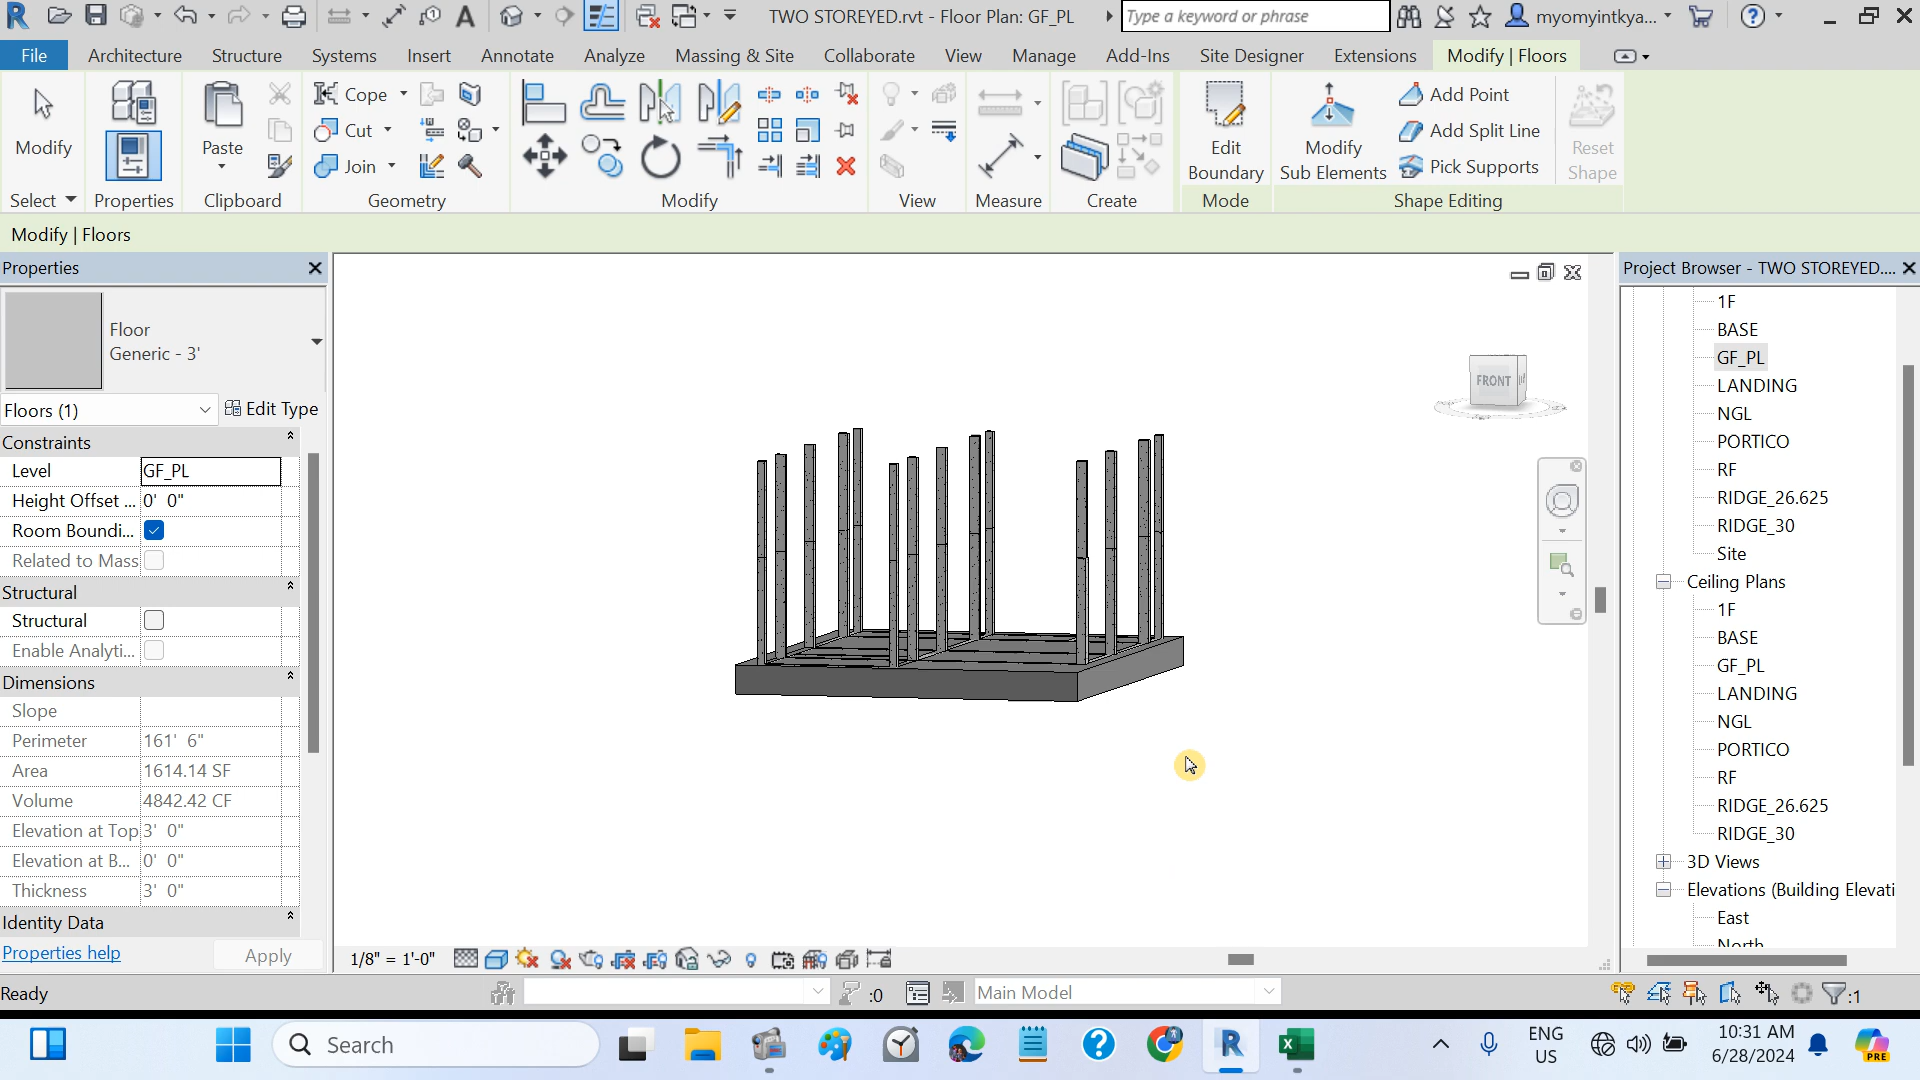 TWO STOREYED.rvt - Floor Plan: GF_PL
Type a keyword or phrase
myomyintkya...
File
Architecture
Structure
Systems
Insert
Annotate
Analyze
Massing & Site
Collaborate
View
Manage
Add-Ins
Site Designer
Extensions
Modify | Floors
Modify
Paste
Cope
Cut
Join
Edit
Boundary
Modify
Sub Elements
Add Point
Add Split Line
Pick Supports
Reset
Shape
Select
Properties
Clipboard
Geometry
Modify
View
Measure
Create
Mode
Shape Editing
Modify | Floors
Properties
Floor
Generic - 3'
Floors (1)
Edit Type
Constraints
Level GF_PL
Height Offset ... 0' 0"
Room Boundi...
Related to Mass
Structural
Structural
Enable Analyti...
Dimensions
Slope
Perimeter 161' 6"
Area 1614.14 SF
Volume 4842.42 CF
Elevation at Top 3' 0"
Elevation at B... 0' 0"
Thickness 3' 0"
Identity Data
Properties help
Apply
FRONT
1/8" = 1'-0"
Project Browser - TWO STOREYED....
1F
BASE
GF_PL
LANDING
NGL
PORTICO
RF
RIDGE_26.625
RIDGE_30
Site
Ceiling Plans
1F
BASE
GF_PL
LANDING
NGL
PORTICO
RF
RIDGE_26.625
RIDGE_30
3D Views
Elevations (Building Elevati
East
North
Ready
:0
Main Model
:1
Search
ENG
US
10:31 AM
6/28/2024
PRE